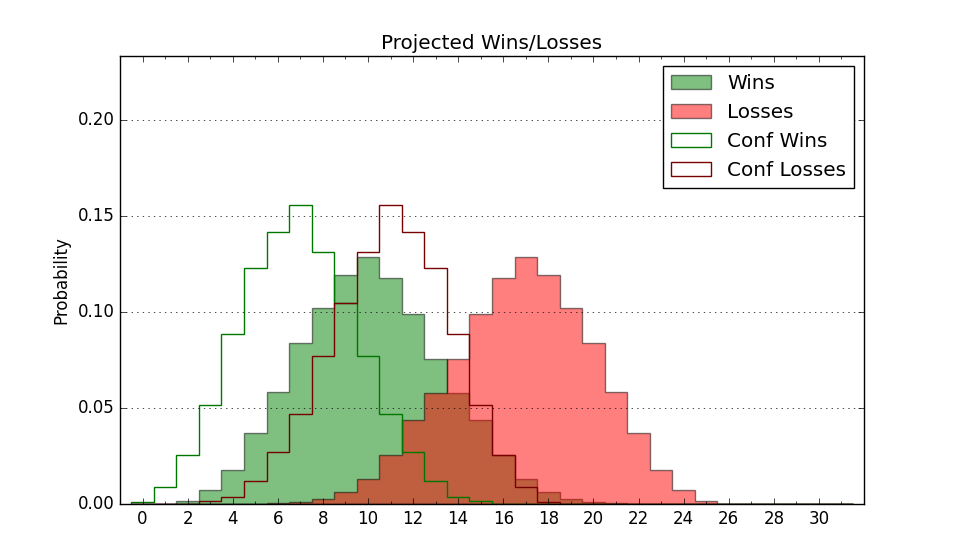 Projected Wins/Losses
Wins
Losses
Conf Wins
Conf Losses
Probability
0.20
0.15
0.10
0.05
0.00
0 2 4 6 8 10 12 14 16 18 20 22 24 26 28 30